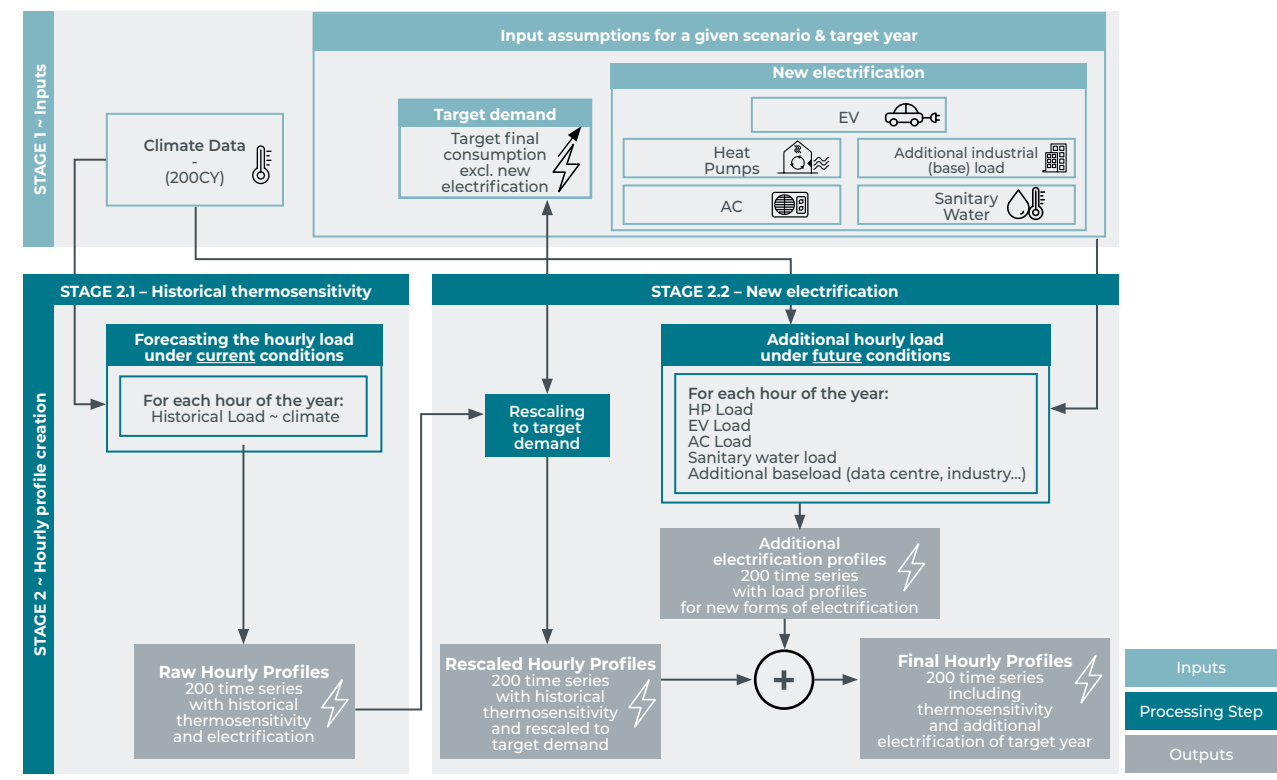 STAGE 1 ~ Inputs
Input assumptions for a given scenario & target year
New electrification
EV
Heat
Pumps
Additional industrial
(base) load
AC
Sanitary
Water
Target demand
Target final
consumption
excl. new
electrification
Climate Data
-
(200CY)
STAGE 2 ~ Hourly profile creation
STAGE 2.1 – Historical thermosensitivity
Forecasting the hourly load
under current conditions
For each hour of the year:
Historical Load ~ climate
Raw Hourly Profiles
200 time series
with historical
thermosensitivity
and electrification
STAGE 2.2 – New electrification
Rescaling
to target
demand
Additional hourly load
under future conditions
For each hour of the year:
HP Load
EV Load
AC Load
Sanitary water load
Additional baseload (data centre, industry...)
Additional
electrification profiles
200 time series
with load profiles
for new forms of electrification
Rescaled Hourly Profiles
200 time series
with historical
thermosensitivity
and rescaled to
target demand
+
Final Hourly Profiles
200 time series
including
thermosensitivity
and additional
electrification of target year
Inputs
Processing Step
Outputs